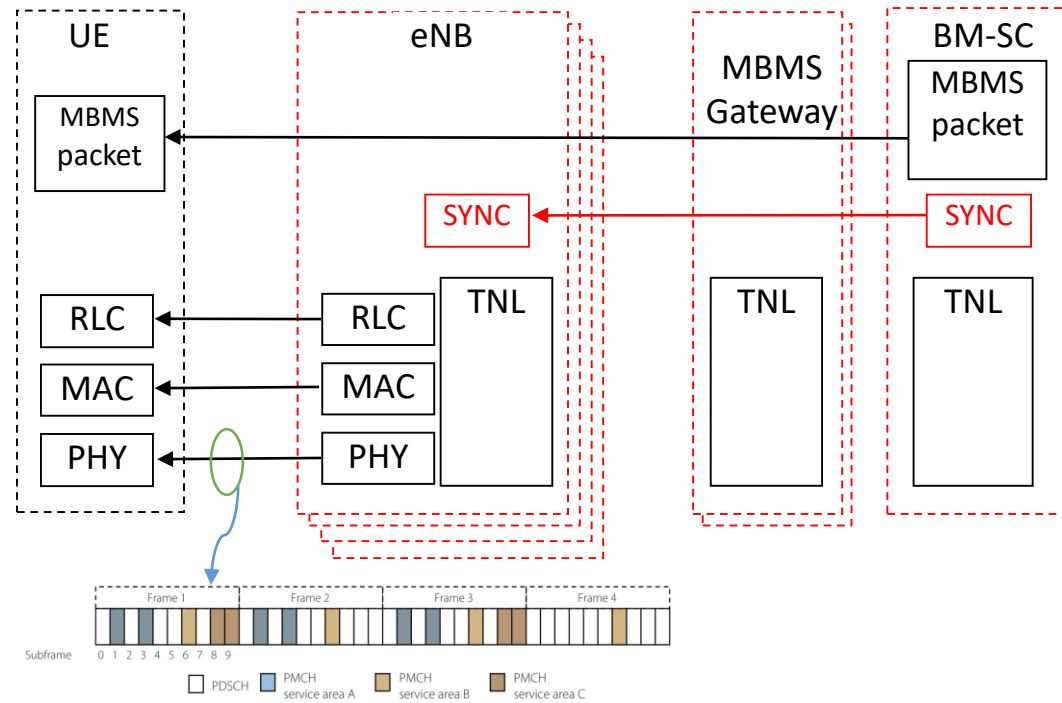 UE
eNB
MBMS
Gateway
BM-SC
MBMS
packet
MBMS
packet
SYNC
SYNC
RLC
RLC
TNL
TNL
TNL
MAC
MAC
PHY
PHY
Frame 1
Frame 2
Frame 3
Frame 4
Subframe 0 1 2 3 4 5 6 7 8 9
PDSCH
PMCH
service area A
PMCH
service area B
PMCH
service area C